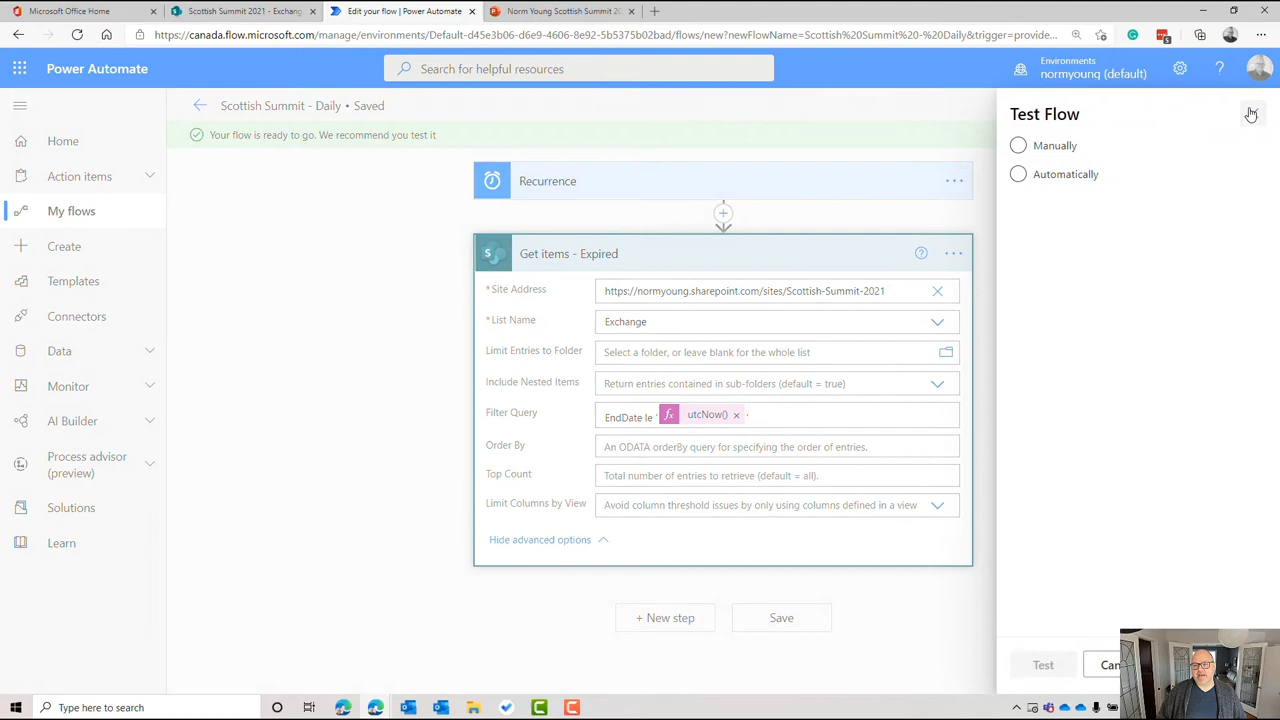 Microsoft Office Home
Scottish Summit 2021 - Exchang
Edit your flow | Power Automate
Norm Young Scottish Summit 20
https://canada.flow.microsoft.com/manage/environments/Default-d45e3b06-d6e9-4606-8e92-5b5375b02bad/flows/new?newFlowName=Scottish%20Summit%20-%20Daily&trigger=provide...
Power Automate
Search for helpful resources
Environments
normyoung (default)
Scottish Summit - Daily • Saved
Your flow is ready to go. We recommend you test it
Home
Action items
My flows
Create
Templates
Connectors
Data
Monitor
AI Builder
Process advisor
(preview)
Solutions
Learn
Recurrence
Get items - Expired
* Site Address
https://normyoung.sharepoint.com/sites/Scottish-Summit-2021
* List Name
Exchange
Limit Entries to Folder
Select a folder, or leave blank for the whole list
Include Nested Items
Return entries contained in sub-folders (default = true)
Filter Query
EndDate le ' fx utcNow() × '
Order By
An ODATA orderBy query for specifying the order of entries.
Top Count
Total number of entries to retrieve (default = all).
Limit Columns by View
Avoid column threshold issues by only using columns defined in a view
Hide advanced options
+ New step
Save
Test Flow
Manually
Automatically
Test
Can
Type here to search